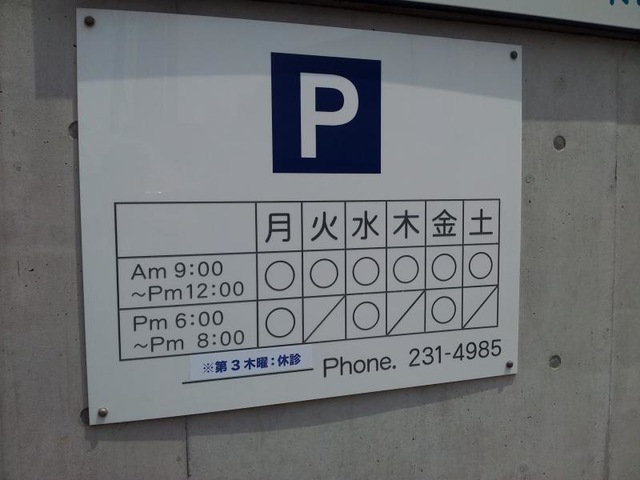 P
月 火 水 木 金 土
Am 9:00 ○ ○ ○ ○ ○ ○
~Pm12:00
Pm 6:00 ○ ╱ ○ ╱ ○ ╱
~Pm 8:00
※第3木曜:休診
Phone. 231-4985